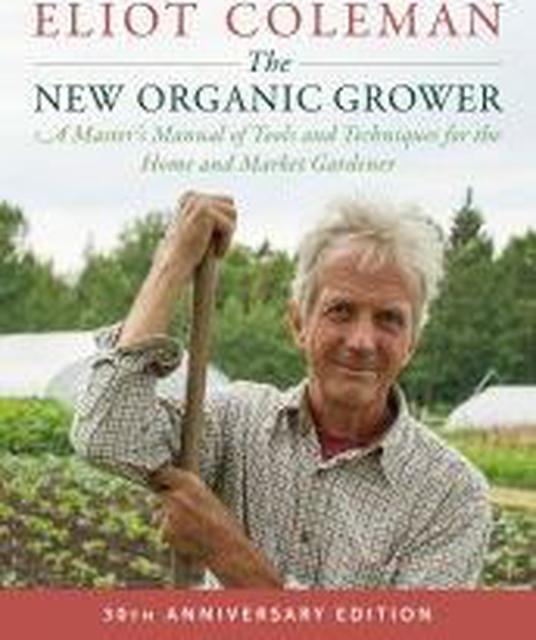 ELIOT COLEMAN
The
NEW ORGANIC GROWER
A Master's Manual of Tools and Techniques for the
Home and Market Gardener
30TH ANNIVERSARY EDITION